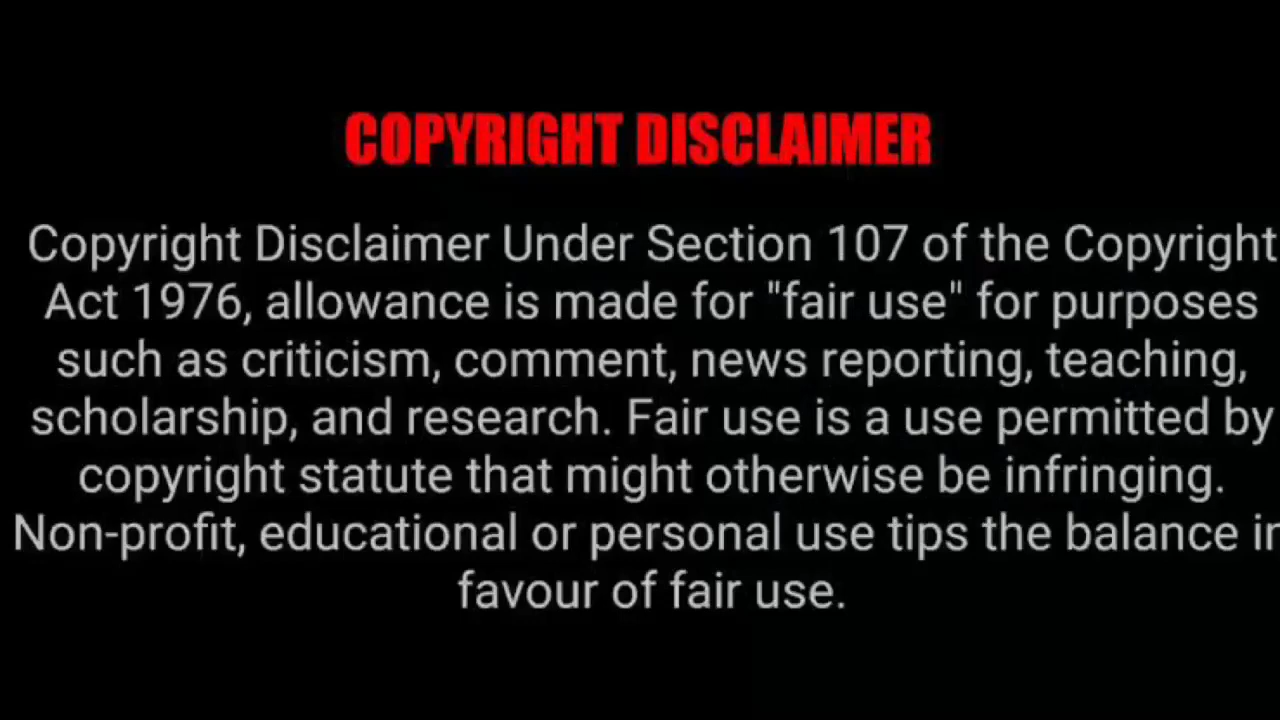 COPYRIGHT DISCLAIMER
Copyright Disclaimer Under Section 107 of the Copyright
Act 1976, allowance is made for "fair use" for purposes
such as criticism, comment, news reporting, teaching,
scholarship, and research. Fair use is a use permitted by
copyright statute that might otherwise be infringing.
Non-profit, educational or personal use tips the balance in
favour of fair use.